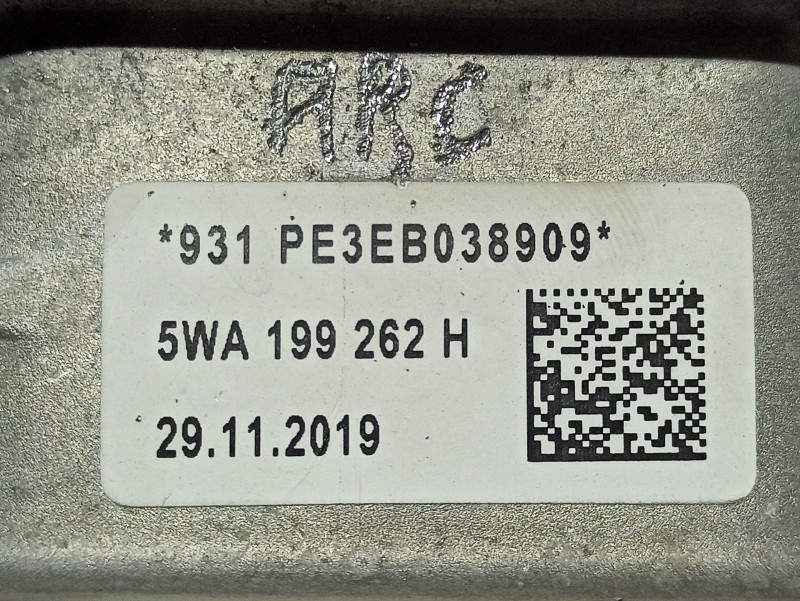 ARC
*931 PE3EB038909*
5WA 199 262 H
29.11.2019